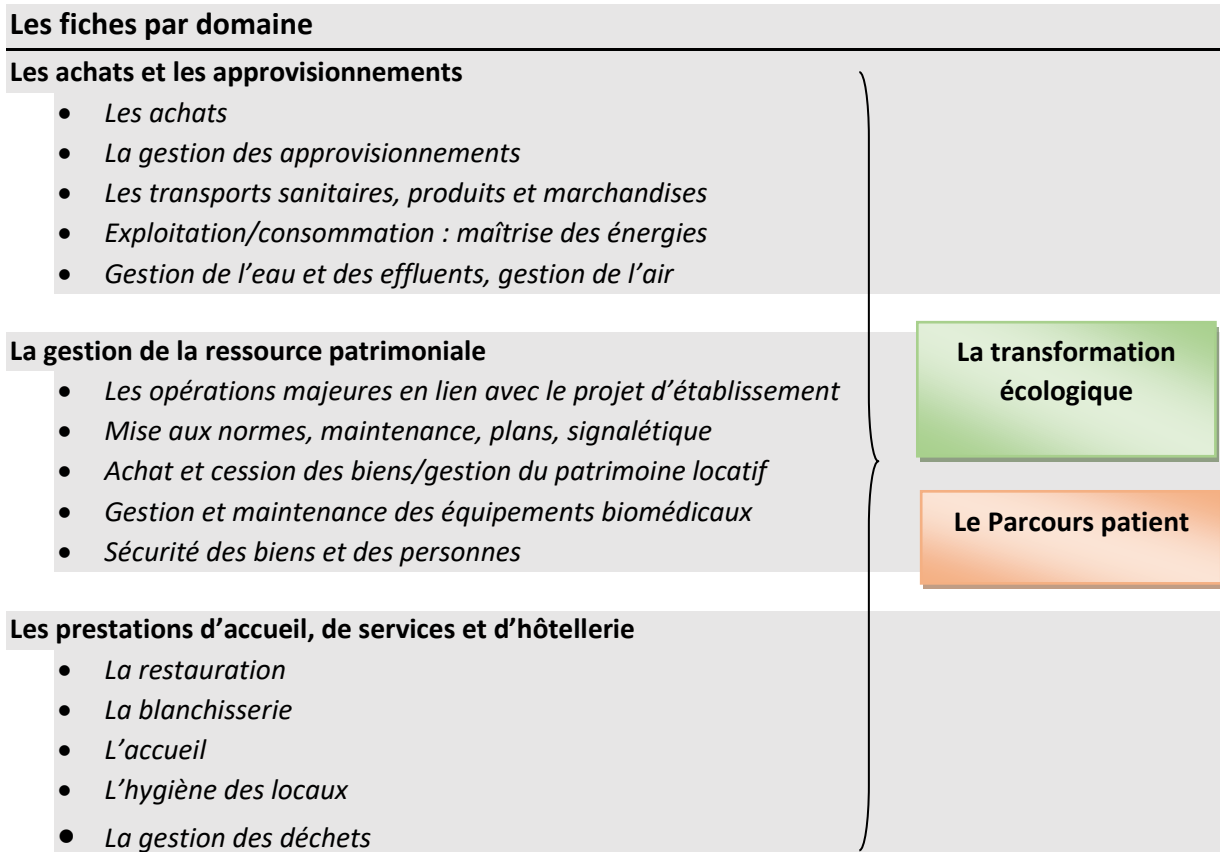 Les fiches par domaine
Les achats et les approvisionnements
• Les achats
• La gestion des approvisionnements
• Les transports sanitaires, produits et marchandises
• Exploitation/consommation : maîtrise des énergies
• Gestion de l’eau et des effluents, gestion de l’air
La gestion de la ressource patrimoniale
• Les opérations majeures en lien avec le projet d’établissement
• Mise aux normes, maintenance, plans, signalétique
• Achat et cession des biens/gestion du patrimoine locatif
• Gestion et maintenance des équipements biomédicaux
• Sécurité des biens et des personnes
Les prestations d’accueil, de services et d’hôtellerie
• La restauration
• La blanchisserie
• L’accueil
• L’hygiène des locaux
• La gestion des déchets
La transformation
écologique
Le Parcours patient